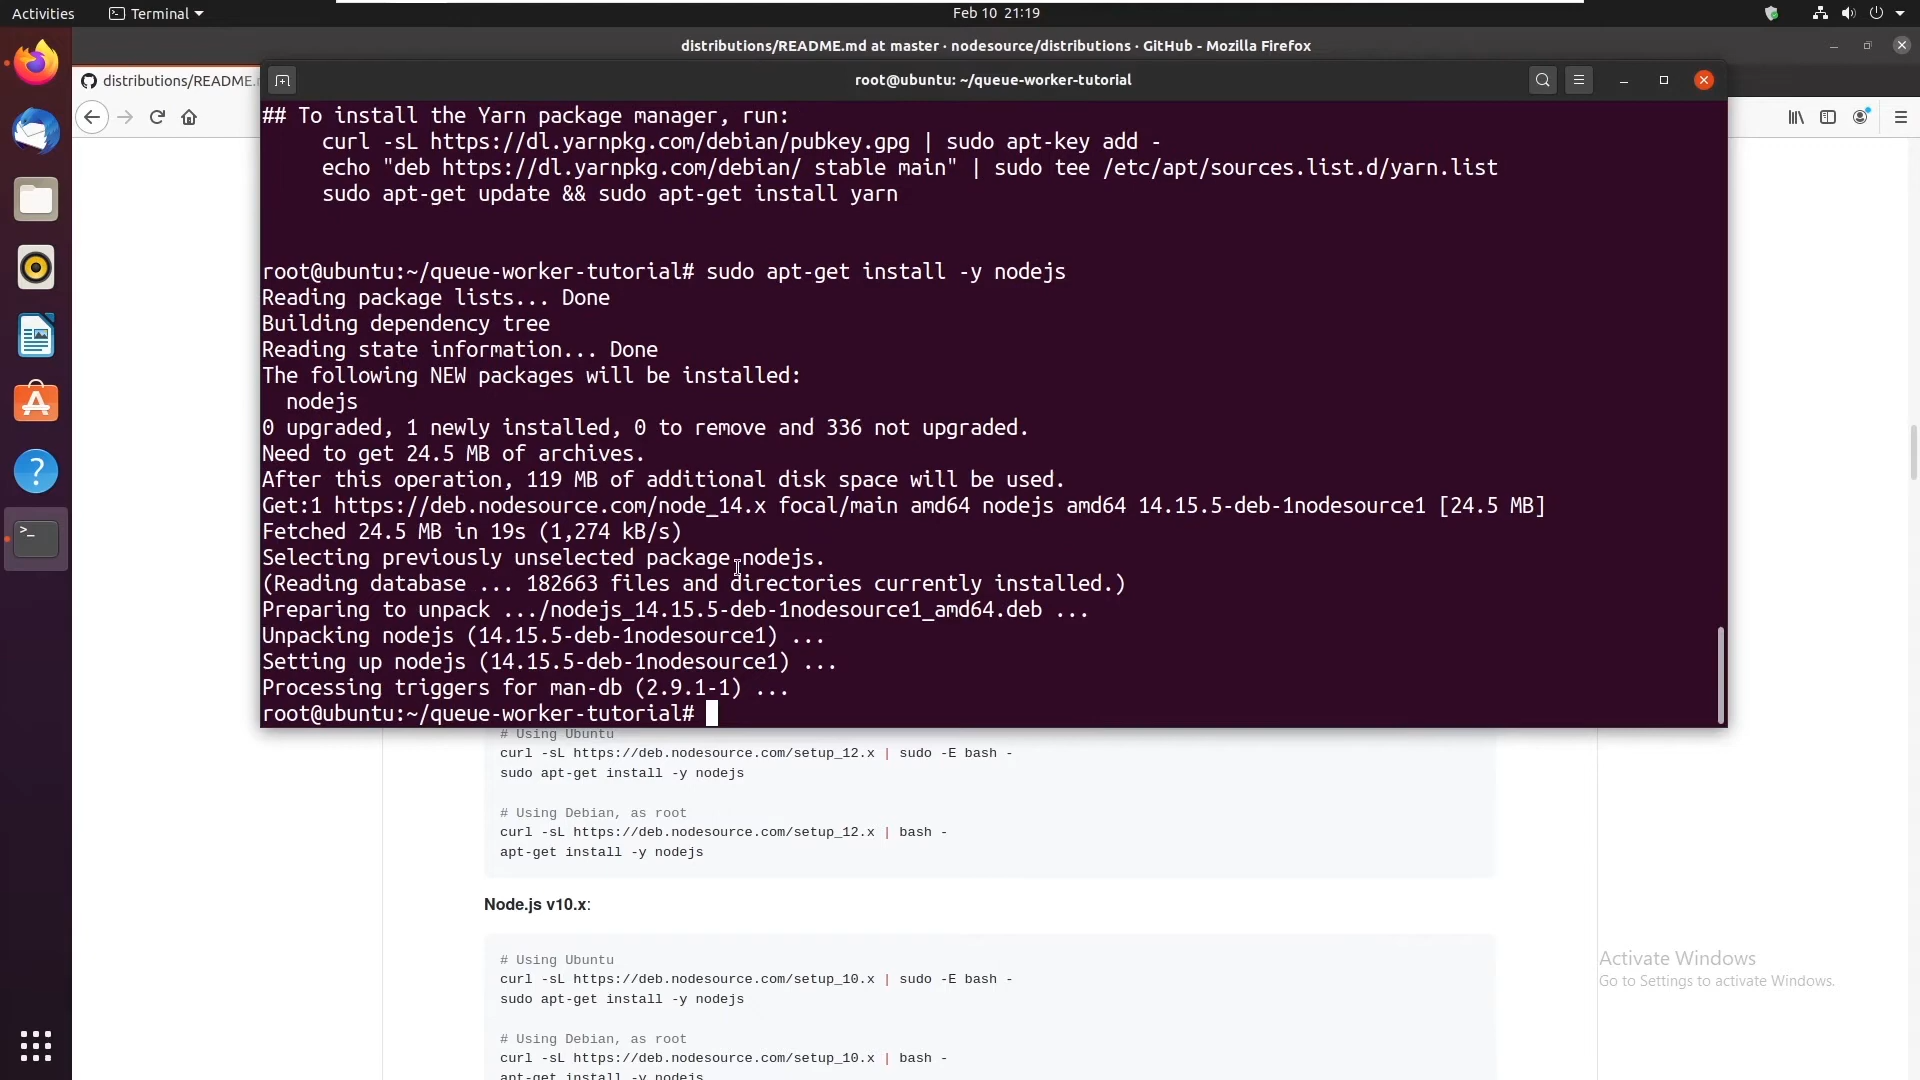 Activities
Terminal
Feb 10 21:19
distributions/README.md at master · nodesource/distributions · GitHub - Mozilla Firefox
distributions/README.
root@ubuntu: ~/queue-worker-tutorial
## To install the Yarn package manager, run:
     curl -sL https://dl.yarnpkg.com/debian/pubkey.gpg | sudo apt-key add -
     echo "deb https://dl.yarnpkg.com/debian/ stable main" | sudo tee /etc/apt/sources.list.d/yarn.list
     sudo apt-get update && sudo apt-get install yarn
root@ubuntu:~/queue-worker-tutorial# sudo apt-get install -y nodejs
Reading package lists... Done
Building dependency tree
Reading state information... Done
The following NEW packages will be installed:
  nodejs
0 upgraded, 1 newly installed, 0 to remove and 336 not upgraded.
Need to get 24.5 MB of archives.
After this operation, 119 MB of additional disk space will be used.
Get:1 https://deb.nodesource.com/node_14.x focal/main amd64 nodejs amd64 14.15.5-deb-1nodesource1 [24.5 MB]
Fetched 24.5 MB in 19s (1,274 kB/s)
Selecting previously unselected package nodejs.
(Reading database ... 182663 files and directories currently installed.)
Preparing to unpack .../nodejs_14.15.5-deb-1nodesource1_amd64.deb ...
Unpacking nodejs (14.15.5-deb-1nodesource1) ...
Setting up nodejs (14.15.5-deb-1nodesource1) ...
Processing triggers for man-db (2.9.1-1) ...
root@ubuntu:~/queue-worker-tutorial#
# Using Ubuntu
curl -sL https://deb.nodesource.com/setup_12.x | sudo -E bash -
sudo apt-get install -y nodejs
# Using Debian, as root
curl -sL https://deb.nodesource.com/setup_12.x | bash -
apt-get install -y nodejs
Node.js v10.x:
# Using Ubuntu
curl -sL https://deb.nodesource.com/setup_10.x | sudo -E bash -
sudo apt-get install -y nodejs
# Using Debian, as root
curl -sL https://deb.nodesource.com/setup_10.x | bash -
apt-get install -y nodejs
Activate Windows
Go to Settings to activate Windows.